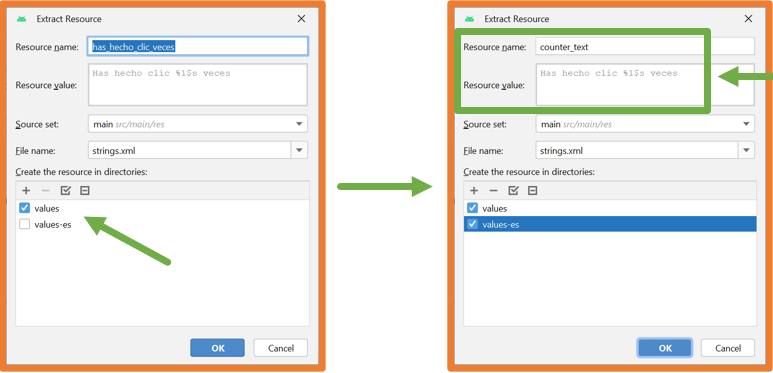 Extract Resource
Resource name: has_hecho_clic_veces
Resource value: Has hecho clic %1$s veces
Source set: main src/main/res
File name: strings.xml
Create the resource in directories:
values
values-es
OK Cancel
Extract Resource
Resource name: counter_text
Resource value: Has hecho clic %1$s veces
Source set: main src/main/res
File name: strings.xml
Create the resource in directories:
values
values-es
OK Cancel